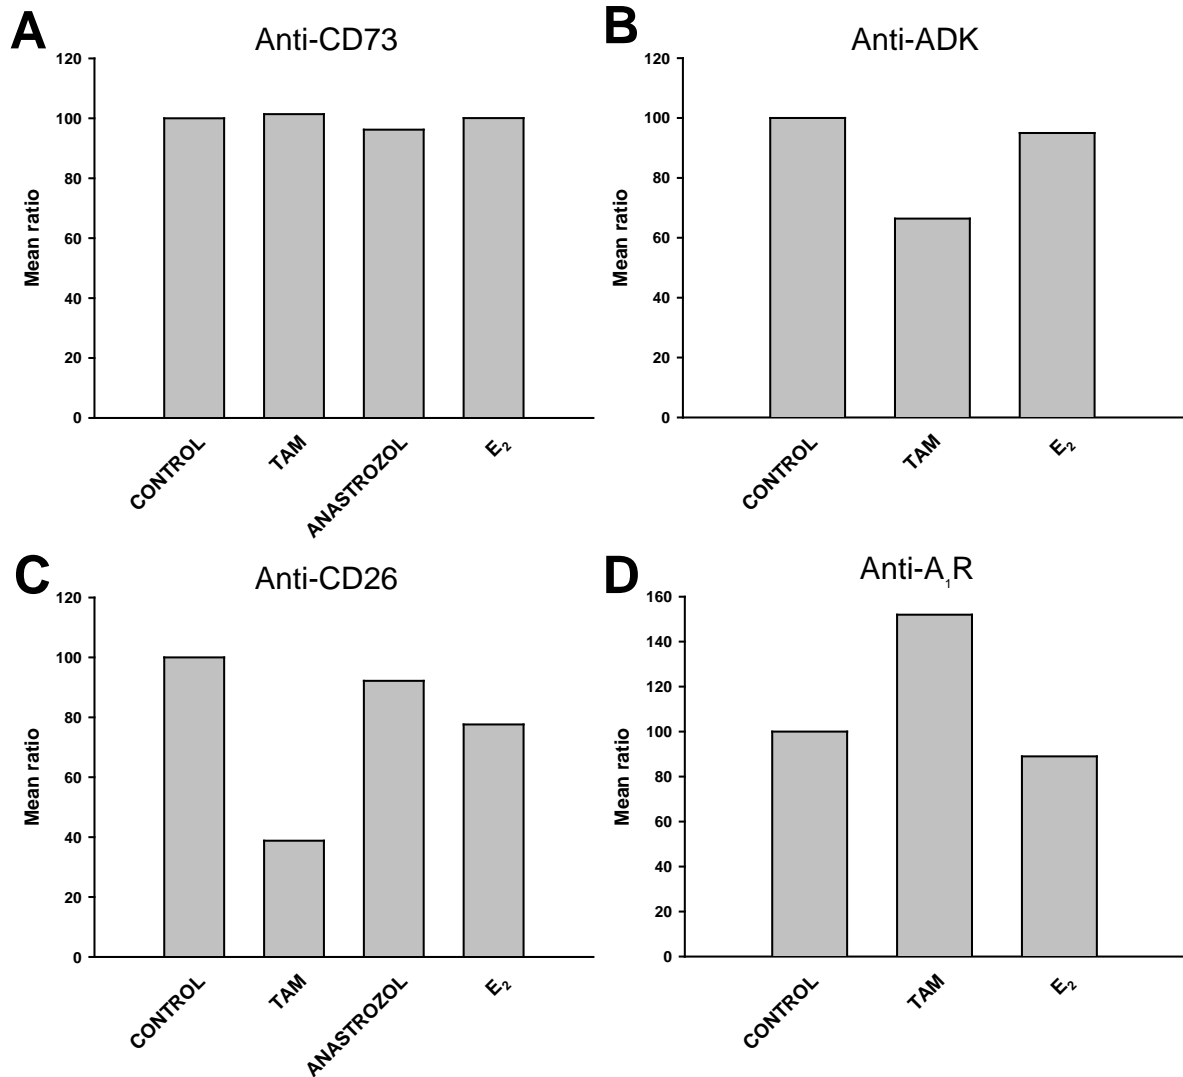 A
Anti-CD73
Mean ratio
120
100
80
60
40
20
0
CONTROL
TAM
ANASTROZOL
E₂
B
Anti-ADK
Mean ratio
120
100
80
60
40
20
0
CONTROL
TAM
E₂
C
Anti-CD26
Mean ratio
120
100
80
60
40
20
0
CONTROL
TAM
ANASTROZOL
E₂
D
Anti-A₁R
Mean ratio
160
140
120
100
80
60
40
20
0
CONTROL
TAM
E₂